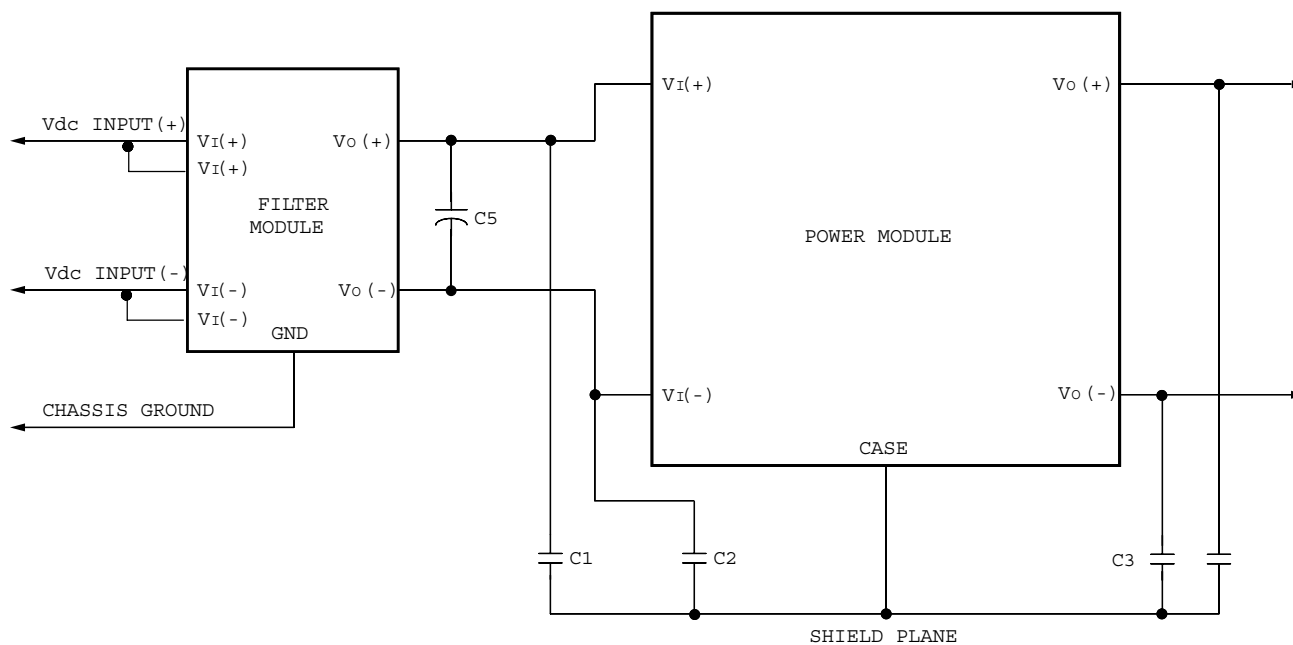 Vdc INPUT(+)
VI(+)
VI(+)
VO(+)
FILTER
MODULE
Vdc INPUT(-)
VI(-)
VI(-)
VO(-)
GND
CHASSIS GROUND
C5
VI(+)
VO(+)
POWER MODULE
VI(-)
VO(-)
CASE
C1
C2
C3
SHIELD PLANE